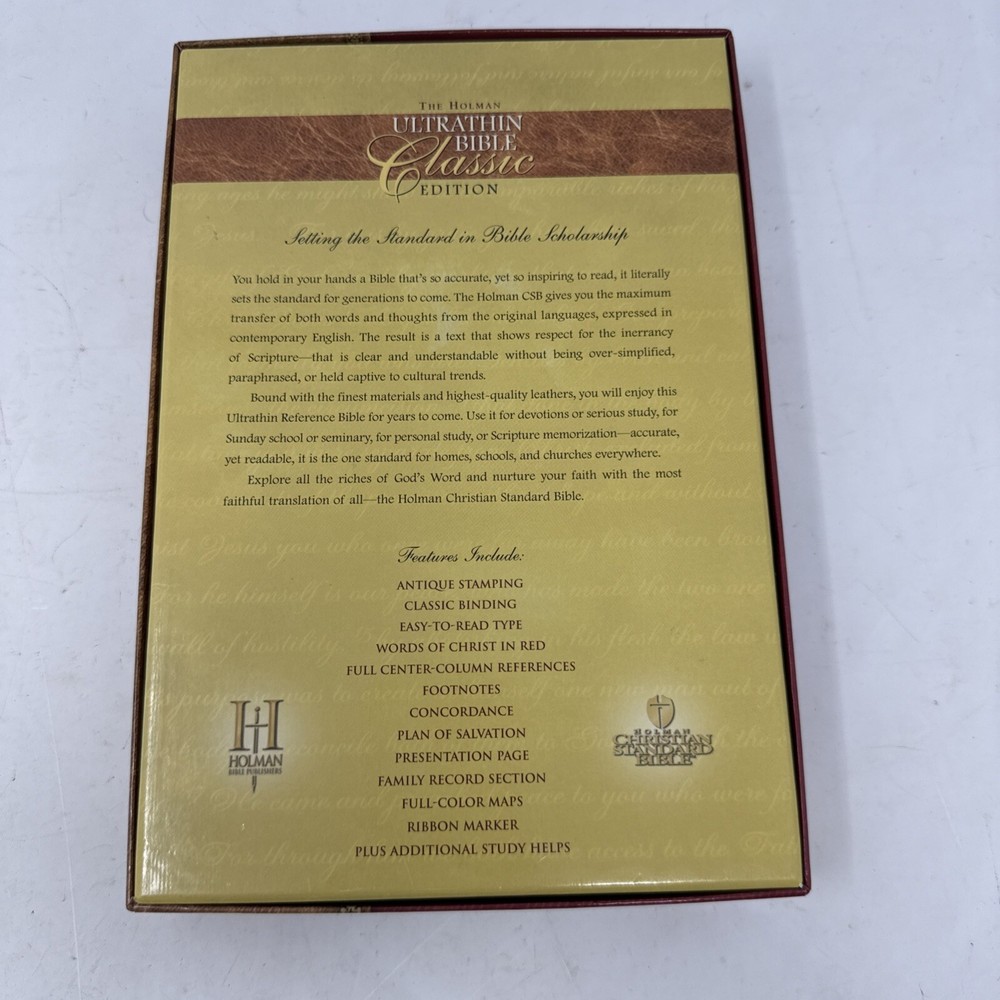 THE HOLMAN
ULTRATHIN
BIBLE
Classic
EDITION
Setting the Standard in Bible Scholarship
You hold in your hands a Bible that's so accurate, yet so inspiring to read, it literally
sets the standard for generations to come. The Holman CSB gives you the maximum
transfer of both words and thoughts from the original languages, expressed in
contemporary English. The result is a text that shows respect for the inerrancy
of Scripture—that is clear and understandable without being over-simplified,
paraphrased, or held captive to cultural trends.
Bound with the finest materials and highest-quality leathers, you will enjoy this
Ultrathin Reference Bible for years to come. Use it for devotions or serious study, for
Sunday school or seminary, for personal study, or Scripture memorization—accurate,
yet readable, it is the one standard for homes, schools, and churches everywhere.
Explore all the riches of God's Word and nurture your faith with the most
faithful translation of all—the Holman Christian Standard Bible.
Features Include:
ANTIQUE STAMPING
CLASSIC BINDING
EASY-TO-READ TYPE
WORDS OF CHRIST IN RED
FULL CENTER-COLUMN REFERENCES
FOOTNOTES
CONCORDANCE
PLAN OF SALVATION
PRESENTATION PAGE
FAMILY RECORD SECTION
FULL-COLOR MAPS
RIBBON MARKER
PLUS ADDITIONAL STUDY HELPS
H
HOLMAN
BIBLE PUBLISHERS
HOLMAN
CHRISTIAN
STANDARD
BIBLE